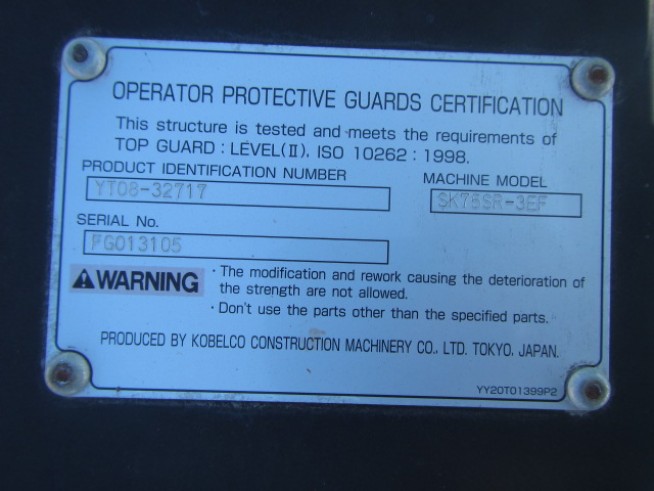 OPERATOR PROTECTIVE GUARDS CERTIFICATION
This structure is tested and meets the requirements of
TOP GUARD : LEVEL(Ⅱ). ISO 10262 : 1998.
PRODUCT IDENTIFICATION NUMBER
MACHINE MODEL
YT08-32717
SK75SR-3EF
SERIAL No.
FG013105
WARNING
· The modification and rework causing the deterioration of
the strength are not allowed.
· Don't use the parts other than the specified parts.
PRODUCED BY KOBELCO CONSTRUCTION MACHINERY CO., LTD. TOKYO, JAPAN.
YY20T01399P2